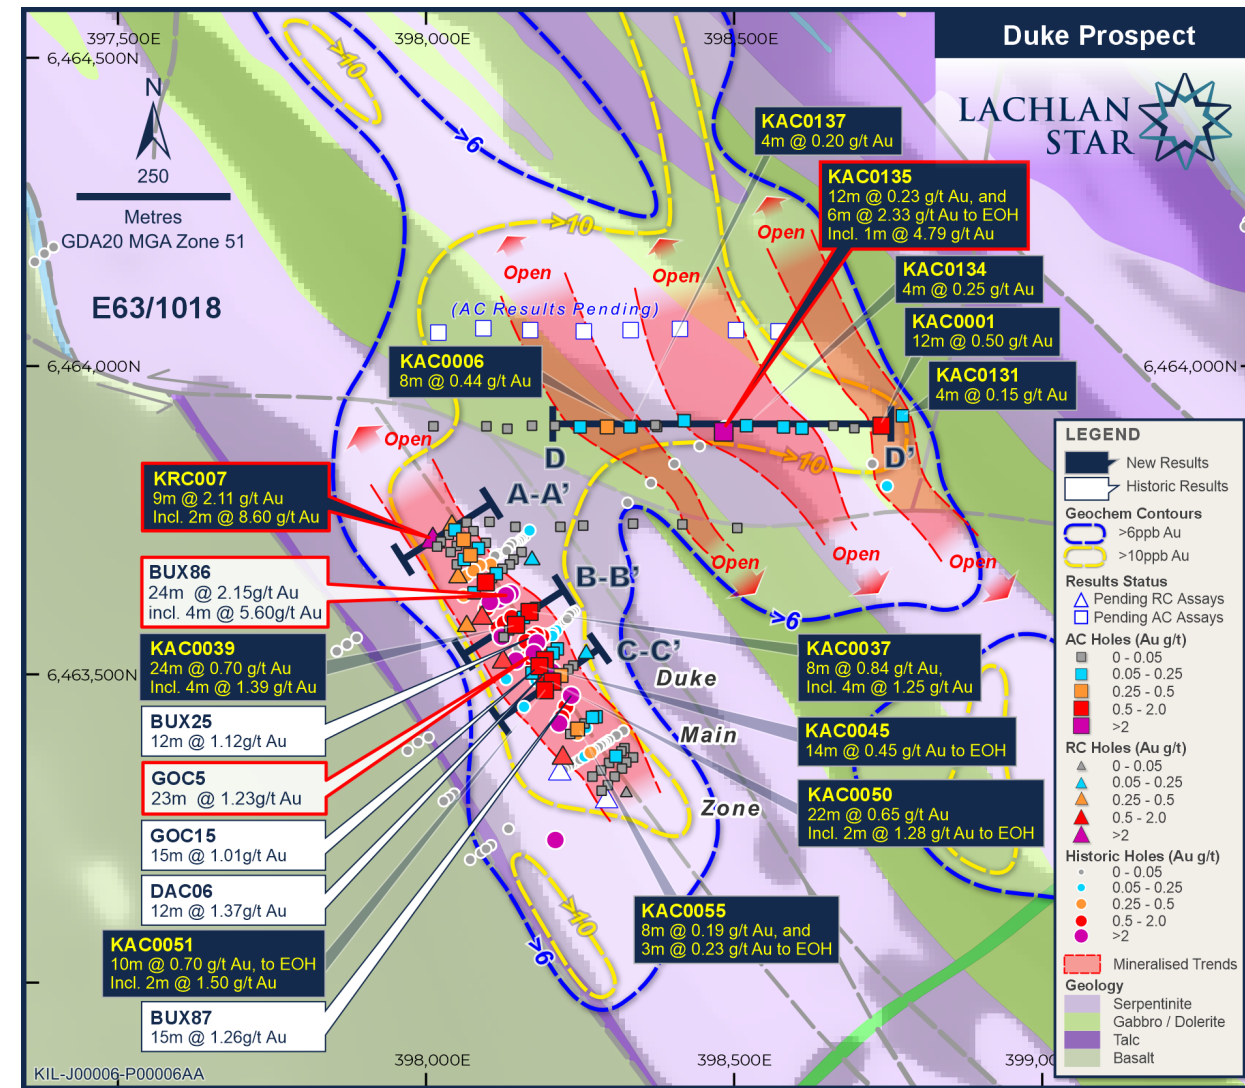 397,500E
398,000E
398,500E
Duke Prospect
6,464,500N
LACHLAN
STAR
N
250
Metres
GDA20 MGA Zone 51
E63/1018
>10
>6
>10
KAC0137
4m @ 0.20 g/t Au
KAC0135
12m @ 0.23 g/t Au, and
6m @ 2.33 g/t Au to EOH
Incl. 1m @ 4.79 g/t Au
Open
Open
Open
KAC0134
4m @ 0.25 g/t Au
(AC Results Pending)
KAC0001
12m @ 0.50 g/t Au
KAC0006
8m @ 0.44 g/t Au
KAC0131
4m @ 0.15 g/t Au
6,464,000N
6,464,000N
Open
D
D'
>10
A-A'
KRC007
9m @ 2.11 g/t Au
Incl. 2m @ 8.60 g/t Au
Open
Open
Open
BUX86
24m @ 2.15g/t Au
incl. 4m @ 5.60g/t Au
B-B'
>6
KAC0039
24m @ 0.70 g/t Au
Incl. 4m @ 1.39 g/t Au
C-C'
KAC0037
8m @ 0.84 g/t Au,
Incl. 4m @ 1.25 g/t Au
6,463,500N
Duke
Main
Zone
BUX25
12m @ 1.12g/t Au
KAC0045
14m @ 0.45 g/t Au to EOH
GOC5
23m @ 1.23g/t Au
KAC0050
22m @ 0.65 g/t Au
Incl. 2m @ 1.28 g/t Au to EOH
GOC15
15m @ 1.01g/t Au
DAC06
12m @ 1.37g/t Au
>10
>6
KAC0055
8m @ 0.19 g/t Au, and
3m @ 0.23 g/t Au to EOH
KAC0051
10m @ 0.70 g/t Au, to EOH
Incl. 2m @ 1.50 g/t Au
BUX87
15m @ 1.26g/t Au
LEGEND
New Results
Historic Results
Geochem Contours
>6ppb Au
>10ppb Au
Results Status
Pending RC Assays
Pending AC Assays
AC Holes (Au g/t)
0 - 0.05
0.05 - 0.25
0.25 - 0.5
0.5 - 2.0
>2
RC Holes (Au g/t)
0 - 0.05
0.05 - 0.25
0.25 - 0.5
0.5 - 2.0
>2
Historic Holes (Au g/t)
0 - 0.05
0.05 - 0.25
0.25 - 0.5
0.5 - 2.0
>2
Mineralised Trends
Geology
Serpentinite
Gabbro / Dolerite
Talc
Basalt
398,000E
398,500E
399,00
KIL-J00006-P00006AA